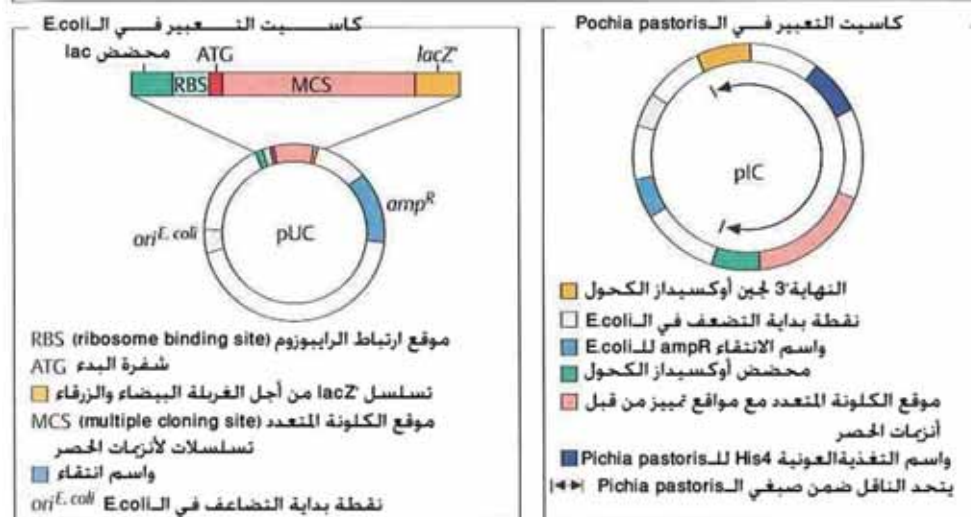 كاسيت التعبير في الـE.coli
محضض lac ATG lacZ'
RBS MCS
ampR
oriE. coli pUC
RBS (ribosome binding site) موقع ارتباط الرايبوزوم
ATG شفرة البدء
تسلسل 'lacZ من أجل الغربلة البيضاء والزرقاء
MCS (multiple cloning site) موقع الكلونة المتعدد
تسلسلات لأنزيمات الحصر
واسم انتقاء
oriE. coli نقطة بداية التضاعف في الـE.coli
كاسيت التعبير في الـPochia pastoris
pIC
النهاية'3 لجين أوكسيداز الكحول
نقطة بداية التضعف في الـE.coli
واسم الانتقاء ampR للـE.coli
محضض أوكسيداز الكحول
موقع الكلونة المتعدد مع مواقع تمييز من قبل
أنزيمات الحصر
واسم التغذيةالعونية His4 للـPichia pastoris
يتحد الناقل ضمن صبغي الـPichia pastoris